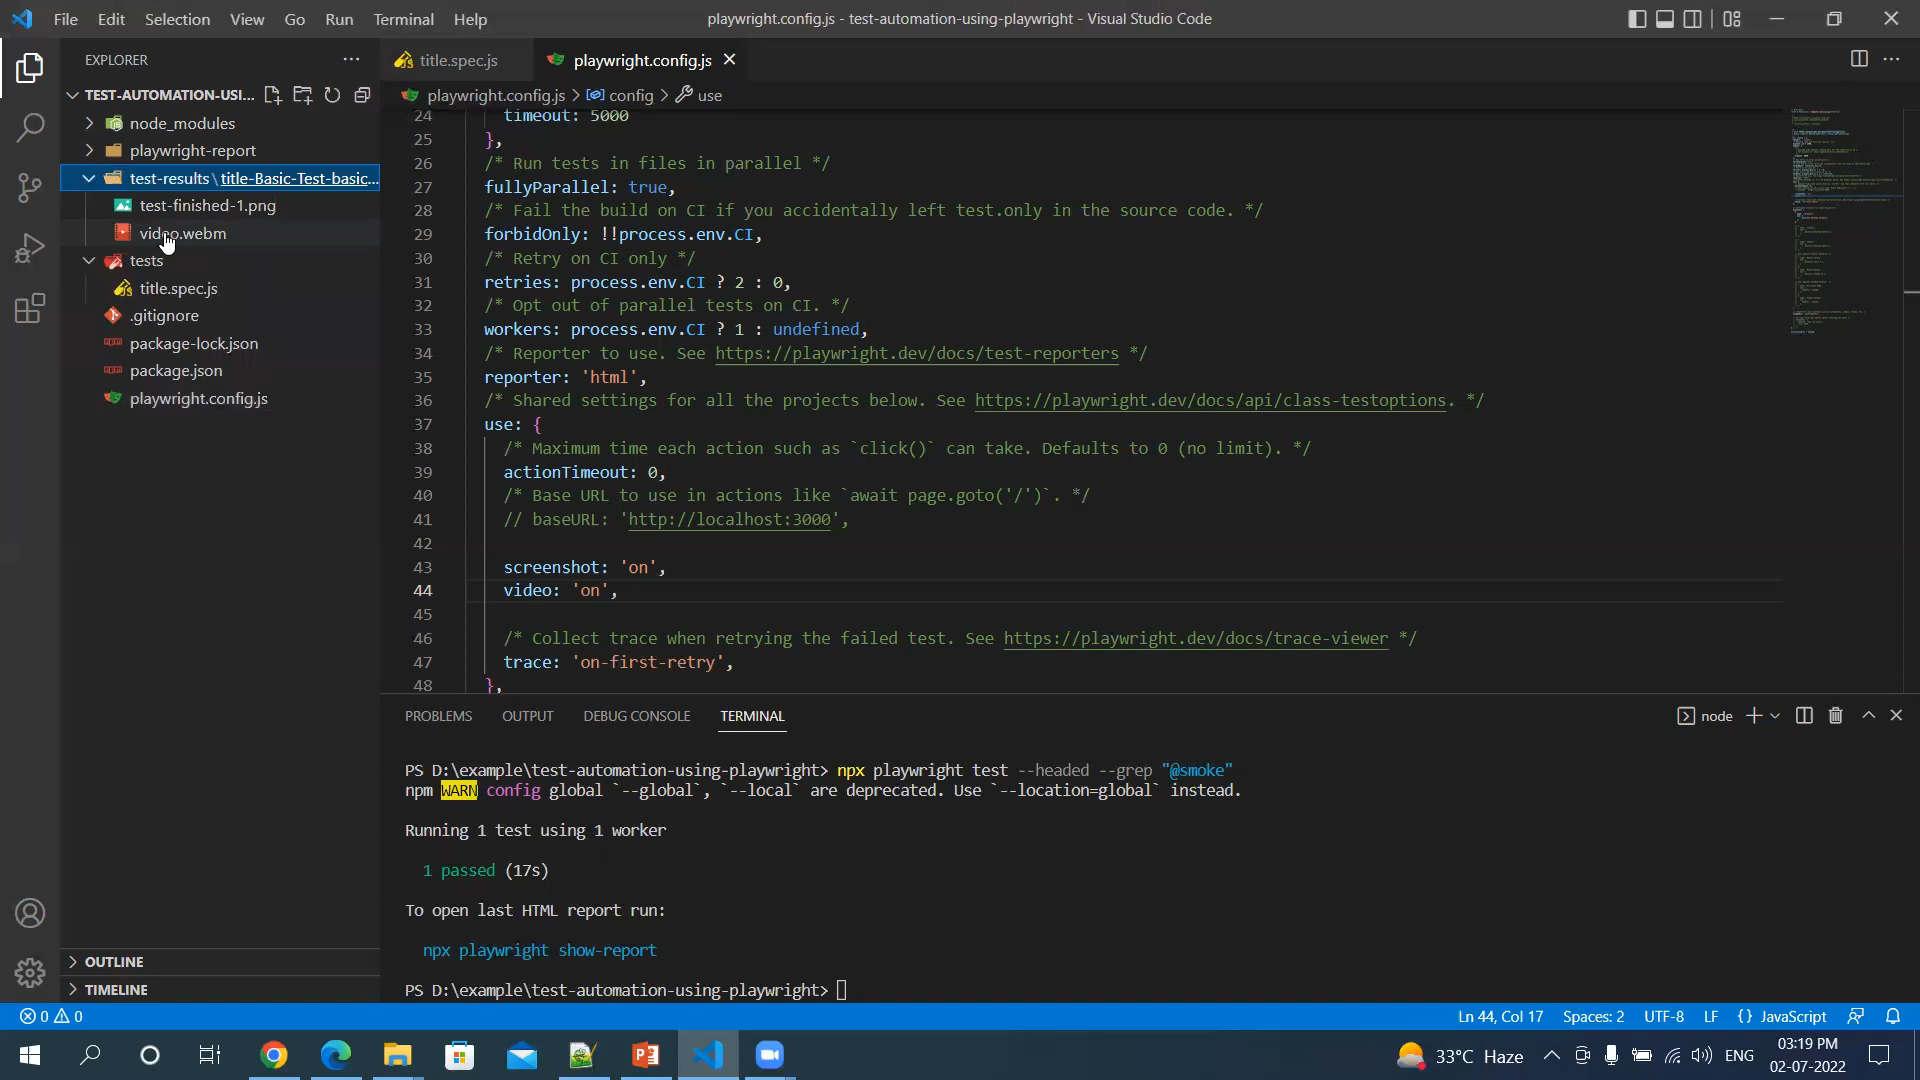 File Edit Selection View Go Run Terminal Help
playwright.config.js - test-automation-using-playwright - Visual Studio Code
EXPLORER
TEST-AUTOMATION-USI...
node_modules
playwright-report
test-results\title-Basic-Test-basic...
test-finished-1.png
video.webm
tests
title.spec.js
.gitignore
package-lock.json
package.json
playwright.config.js
OUTLINE
TIMELINE
title.spec.js
playwright.config.js
playwright.config.js > config > use
24 timeout: 5000
25 },
26 /* Run tests in files in parallel */
27 fullyParallel: true,
28 /* Fail the build on CI if you accidentally left test.only in the source code. */
29 forbidOnly: !!process.env.CI,
30 /* Retry on CI only */
31 retries: process.env.CI ? 2 : 0,
32 /* Opt out of parallel tests on CI. */
33 workers: process.env.CI ? 1 : undefined,
34 /* Reporter to use. See https://playwright.dev/docs/test-reporters */
35 reporter: 'html',
36 /* Shared settings for all the projects below. See https://playwright.dev/docs/api/class-testoptions. */
37 use: {
38 /* Maximum time each action such as `click()` can take. Defaults to 0 (no limit). */
39 actionTimeout: 0,
40 /* Base URL to use in actions like `await page.goto('/')`. */
41 // baseURL: 'http://localhost:3000',
42
43 screenshot: 'on',
44 video: 'on',
45
46 /* Collect trace when retrying the failed test. See https://playwright.dev/docs/trace-viewer */
47 trace: 'on-first-retry',
48 },
PROBLEMS OUTPUT DEBUG CONSOLE TERMINAL
node
PS D:\example\test-automation-using-playwright> npx playwright test --headed --grep "@smoke"
npm WARN config global `--global`, `--local` are deprecated. Use `--location=global` instead.
Running 1 test using 1 worker
1 passed (17s)
To open last HTML report run:
npx playwright show-report
PS D:\example\test-automation-using-playwright>
0 0
Ln 44, Col 17 Spaces: 2 UTF-8 LF {} JavaScript
33°C Haze
ENG
03:19 PM
02-07-2022